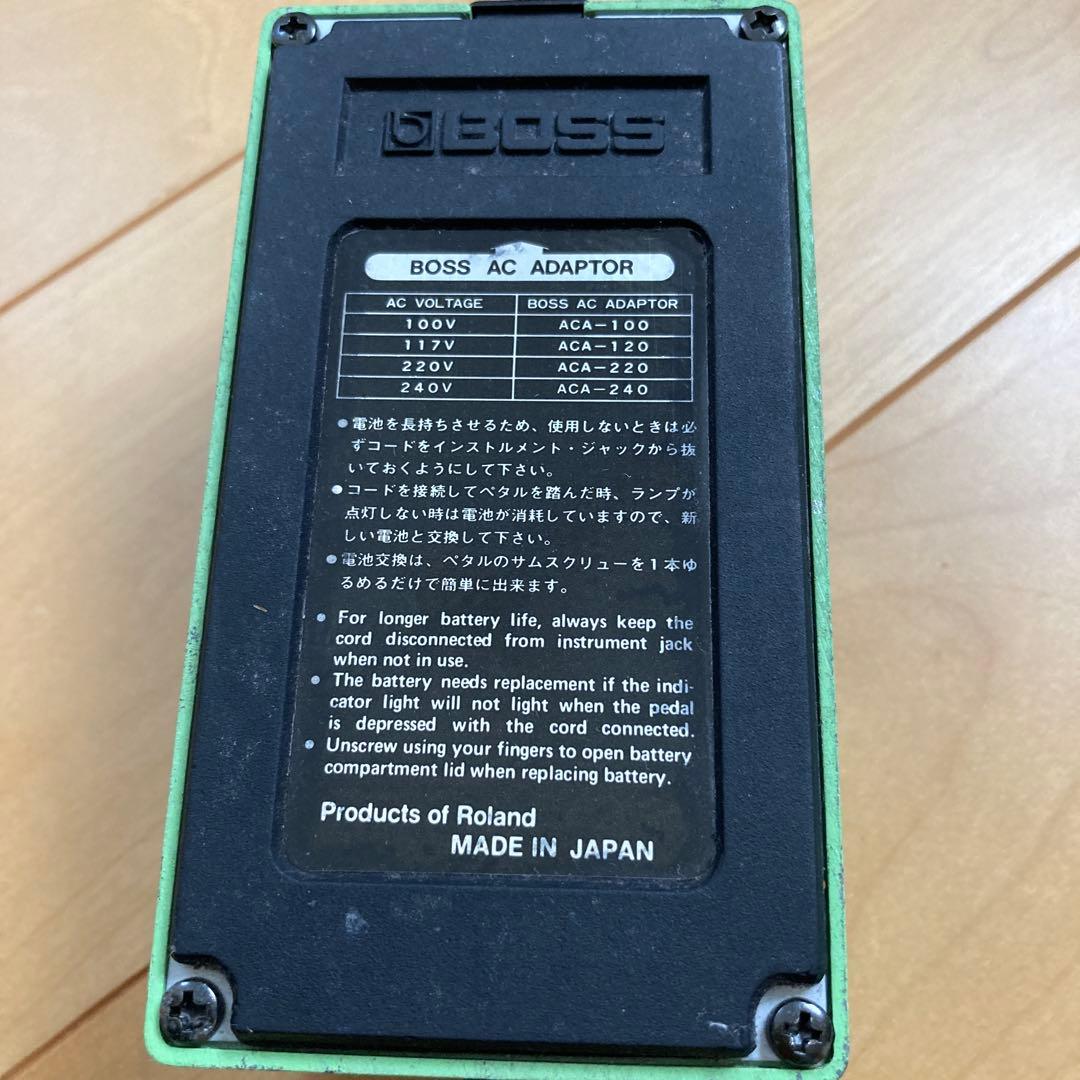 BOSS
BOSS AC ADAPTOR
AC VOLTAGE BOSS AC ADAPTOR
100V ACA-100
117V ACA-120
220V ACA-220
240V ACA-240
●電池を長持ちさせるため、使用しないときは必
ずコードをインストルメント・ジャックから抜
いておくようにして下さい。
●コードを接続してペタルを踏んだ時、ランプが
点灯しない時は電池が消耗していますので、新
しい電池と交換して下さい。
●電池交換は、ペタルのサムスクリューを1本ゆ
るめるだけで簡単に出来ます。
● For longer battery life, always keep the
cord disconnected from instrument jack
when not in use.
● The battery needs replacement if the indi-
cator light will not light when the pedal
is depressed with the cord connected.
● Unscrew using your fingers to open battery
compartment lid when replacing battery.
Products of Roland
MADE IN JAPAN